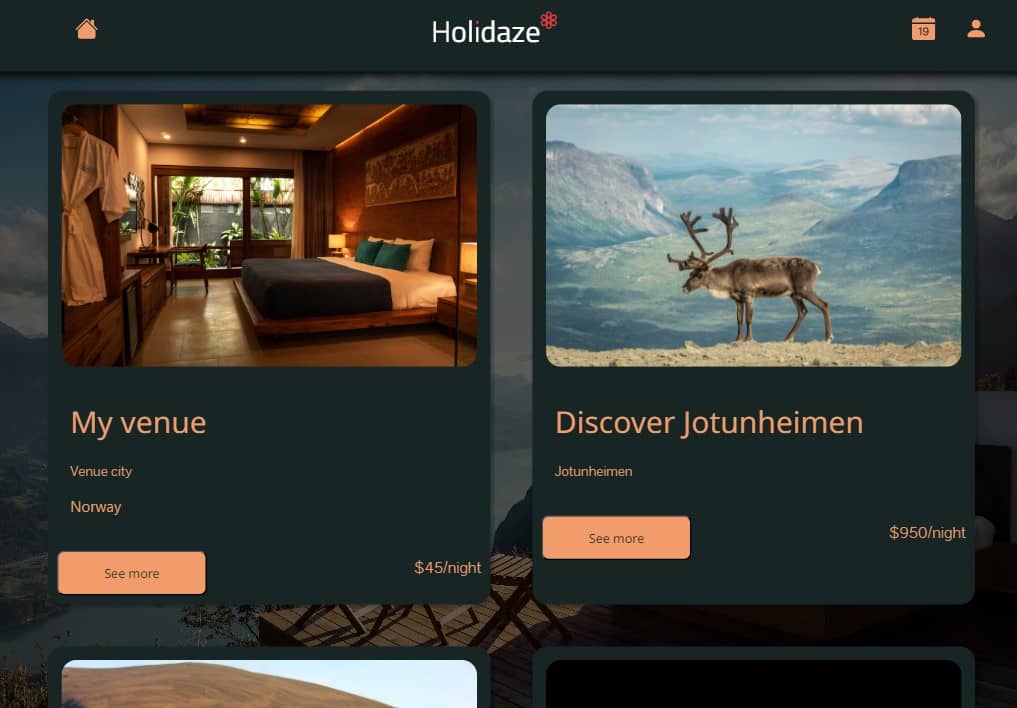 Holidaze
19
My venue
Venue city
Norway
See more
$45/night
Discover Jotunheimen
Jotunheimen
See more
$950/night